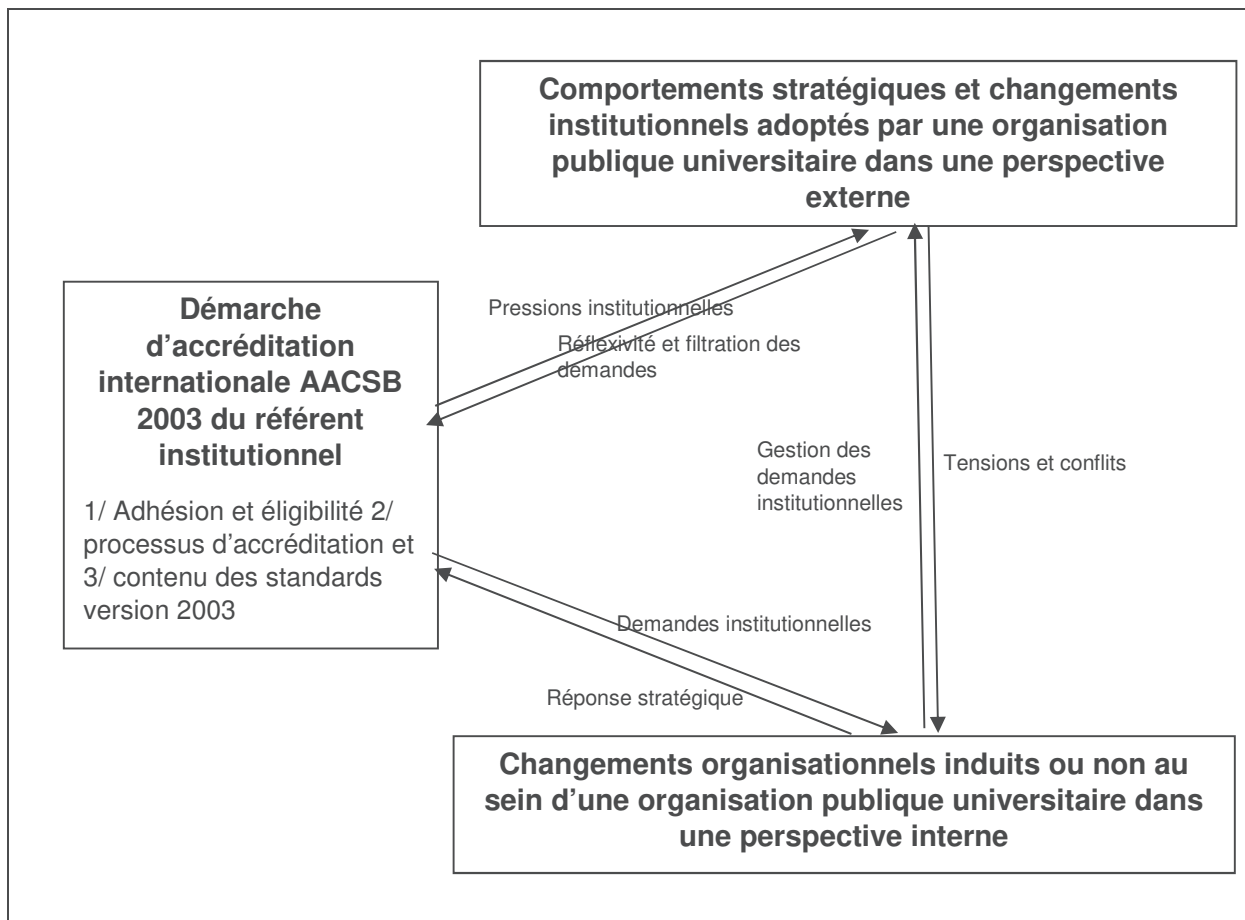 Comportements stratégiques et changements
institutionnels adoptés par une organisation
publique universitaire dans une perspective
externe
Démarche
d’accréditation
internationale AACSB
2003 du référent
institutionnel
1/ Adhésion et éligibilité 2/
processus d’accréditation et
3/ contenu des standards
version 2003
Pressions institutionnelles
Réflexivité et filtration des
demandes
Gestion des
demandes
institutionnelles
Tensions et conflits
Demandes institutionnelles
Réponse stratégique
Changements organisationnels induits ou non au
sein d’une organisation publique universitaire dans
une perspective interne